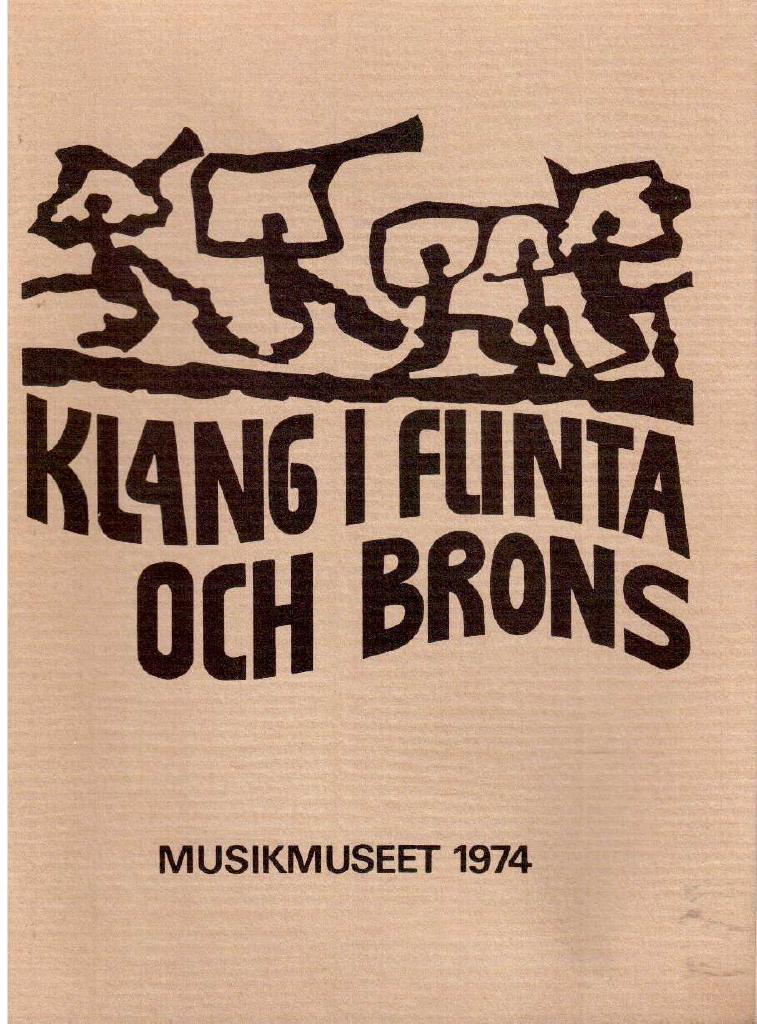 KLANG I FLINTA
OCH BRONS
MUSIKMUSEET 1974